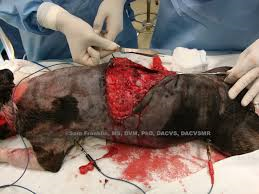 ©Sam Franklin, MS, DVM, PhD, DACVS, DACVSMR